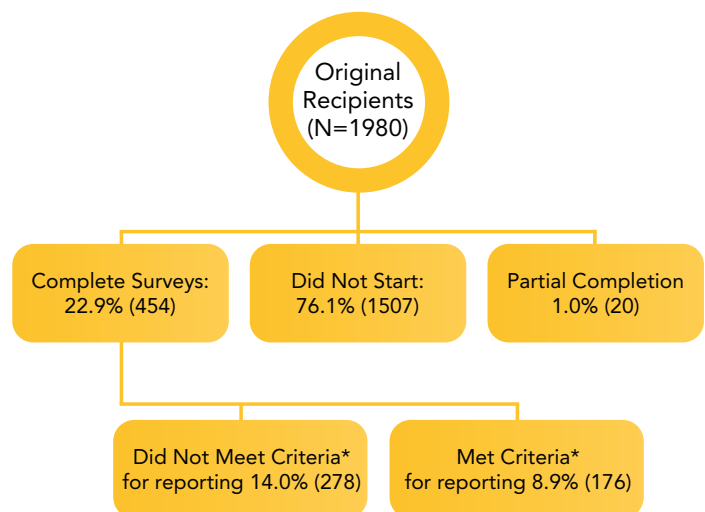 Original
Recipients
(N=1980)
Complete Surveys:
22.9% (454)
Did Not Start:
76.1% (1507)
Partial Completion
1.0% (20)
Did Not Meet Criteria*
for reporting 14.0% (278)
Met Criteria*
for reporting 8.9% (176)